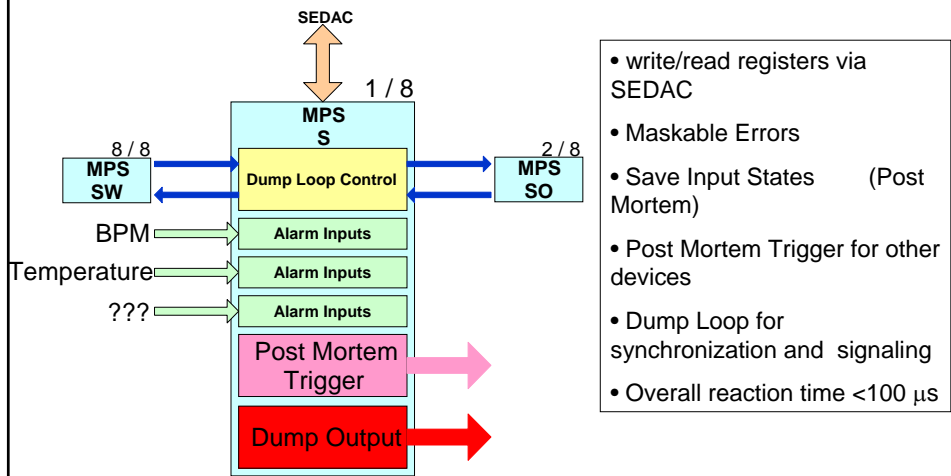 SEDAC
1 / 8
MPS
S
8 / 8
MPS
SW
Dump Loop Control
2 / 8
MPS
SO
BPM
Alarm Inputs
Temperature
Alarm Inputs
???
Alarm Inputs
Post Mortem
Trigger
Dump Output
• write/read registers via
SEDAC
• Maskable Errors
• Save Input States (Post
Mortem)
• Post Mortem Trigger for other
devices
• Dump Loop for
synchronization and signaling
• Overall reaction time <100 μs